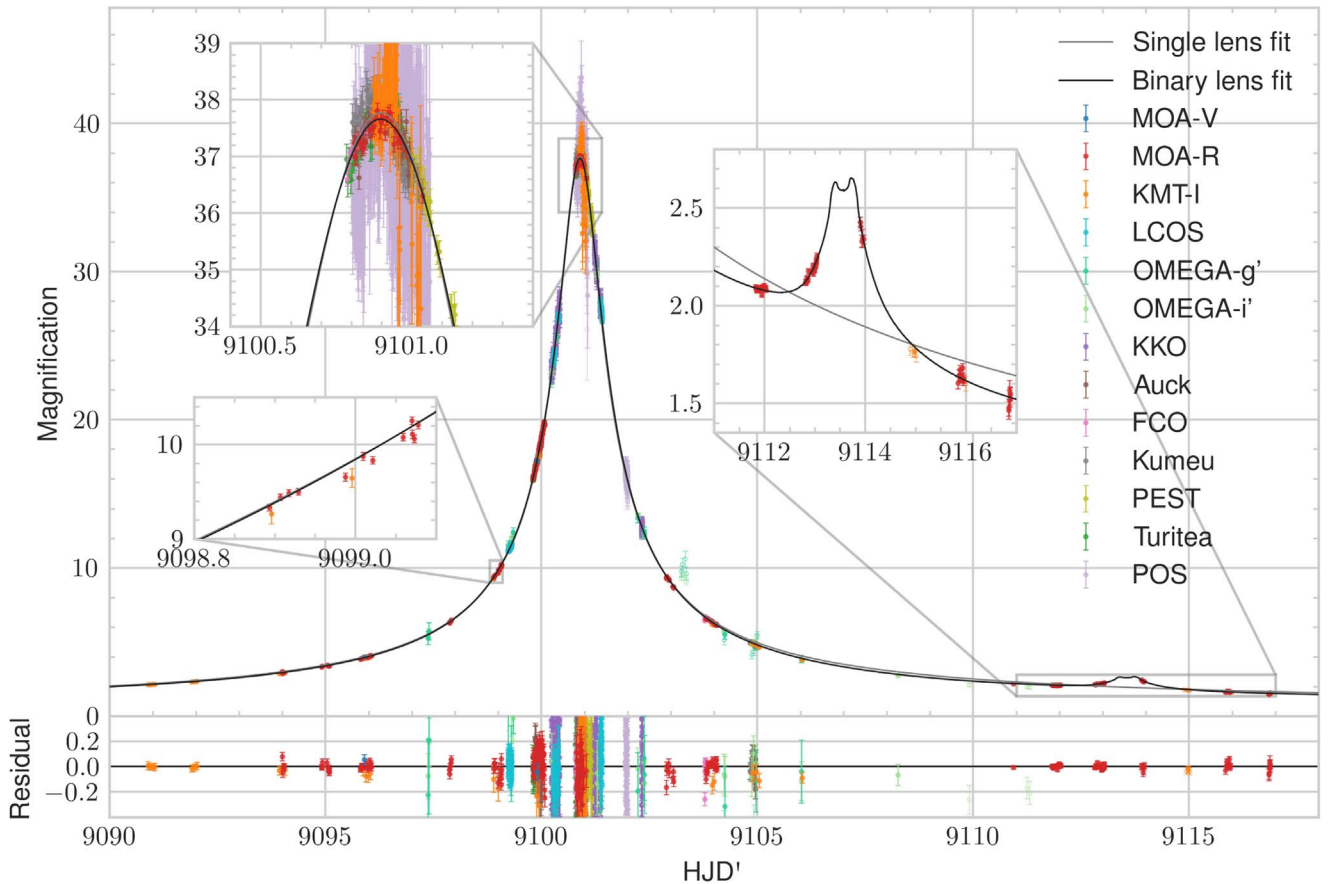 39
38
37
36
35
34
9100.5
9101.0
Single lens fit
Binary lens fit
MOA-V
MOA-R
KMT-I
LCOS
OMEGA-g'
OMEGA-i'
KKO
Auck
FCO
Kumeu
PEST
Turitea
POS
2.5
2.0
1.5
9112
9114
9116
10
9
9098.8
9099.0
Magnification
40
30
20
10
0
Residual
0.2
0.0
−0.2
9090
9095
9100
9105
9110
9115
HJD'